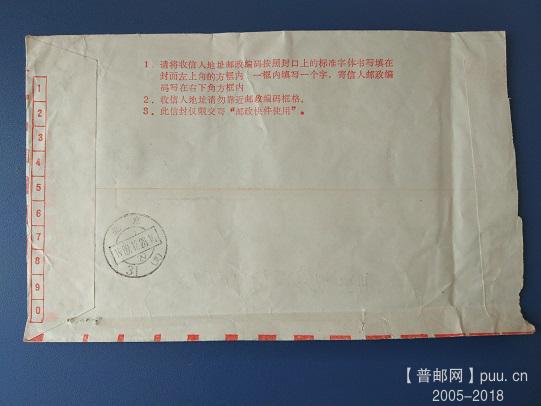 1. 请将收信人地址邮政编码按照封口上的标准字体书写填在
封面左上角的方框内，一框内填写一个字，寄信人邮政编
码写在右下角方框内
2. 收信人地址请勿靠近邮政编码框格。
3. 此信封仅限交寄“邮政快件使用”。
1
2
3
4
5
6
7
8
9
0
31
【普邮网】puu.cn
2005-2018